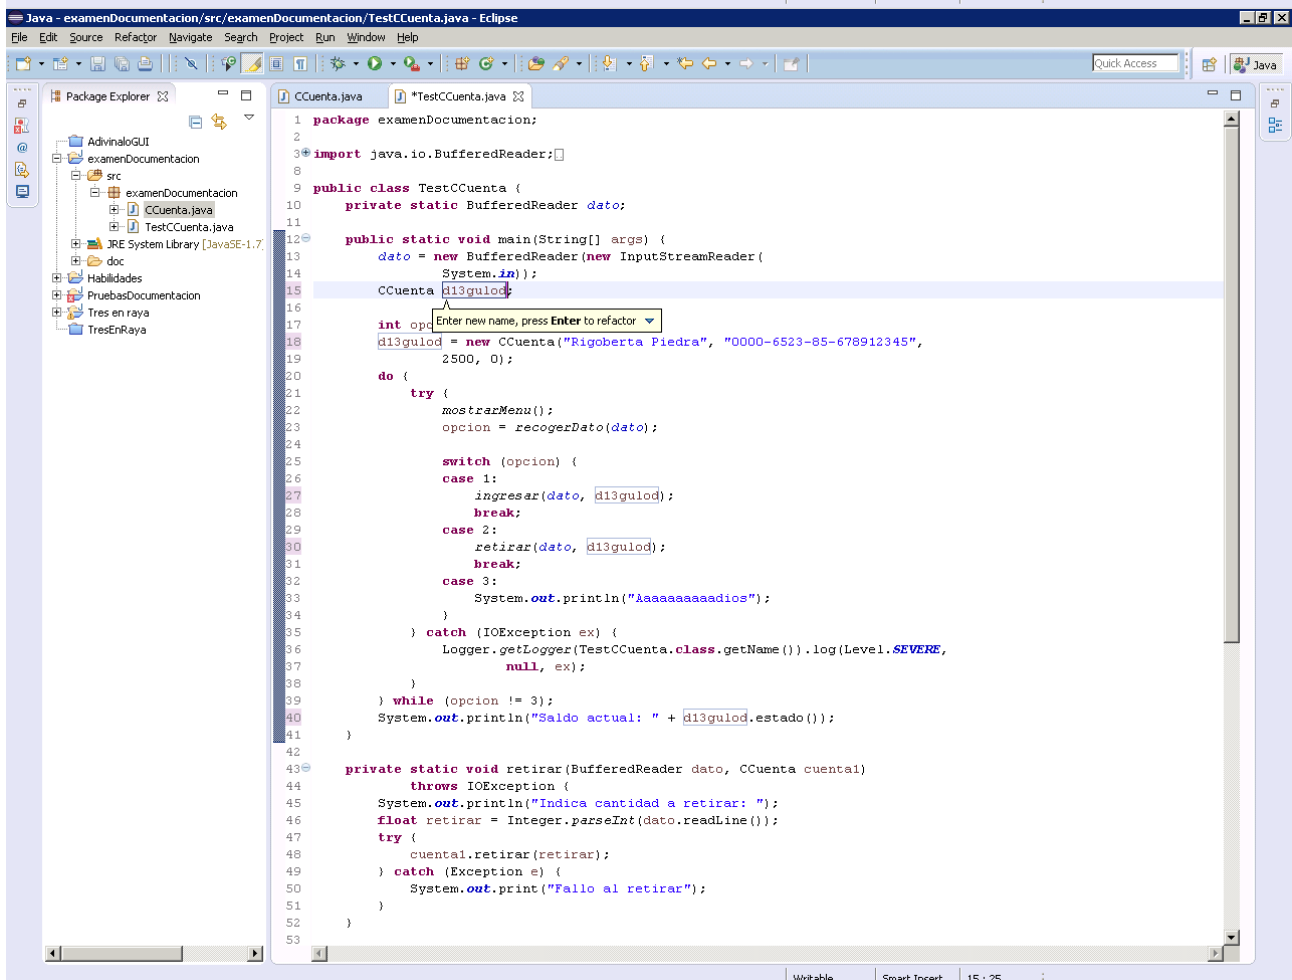 Java - examenDocumentacion/src/examenDocumentacion/TestCCuenta.java - Eclipse
File Edit Source Refactor Navigate Search Project Run Window Help
Quick Access
Java
Package Explorer
AdivinaloGUI
examenDocumentacion
src
examenDocumentacion
CCuenta.java
TestCCuenta.java
JRE System Library [JavaSE-1.7]
doc
Habilidades
PruebasDocumentacion
Tres en raya
TresEnRaya
CCuenta.java
*TestCCuenta.java
1 package examenDocumentacion;
2
3 import java.io.BufferedReader;
8
9 public class TestCCuenta {
10 private static BufferedReader dato;
11
12 public static void main(String[] args) {
13 dato = new BufferedReader(new InputStreamReader(
14 System.in));
15 CCuenta d13gulod;
16
Enter new name, press Enter to refactor
17 int opc
18 d13gulod = new CCuenta("Rigoberta Piedra", "0000-6523-85-678912345",
19 2500, 0);
20 do {
21 try {
22 mostrarMenu();
23 opcion = recogerDato(dato);
24
25 switch (opcion) {
26 case 1:
27 ingresar(dato, d13gulod);
28 break;
29 case 2:
30 retirar(dato, d13gulod);
31 break;
32 case 3:
33 System.out.println("Aaaaaaaaaadios");
34 }
35 } catch (IOException ex) {
36 Logger.getLogger(TestCCuenta.class.getName()).log(Level.SEVERE,
37 null, ex);
38 }
39 } while (opcion != 3);
40 System.out.println("Saldo actual: " + d13gulod.estado());
41 }
42
43 private static void retirar(BufferedReader dato, CCuenta cuenta1)
44 throws IOException {
45 System.out.println("Indica cantidad a retirar: ");
46 float retirar = Integer.parseInt(dato.readLine());
47 try {
48 cuenta1.retirar(retirar);
49 } catch (Exception e) {
50 System.out.print("Fallo al retirar");
51 }
52 }
53
Writable Smart Insert 15 : 25